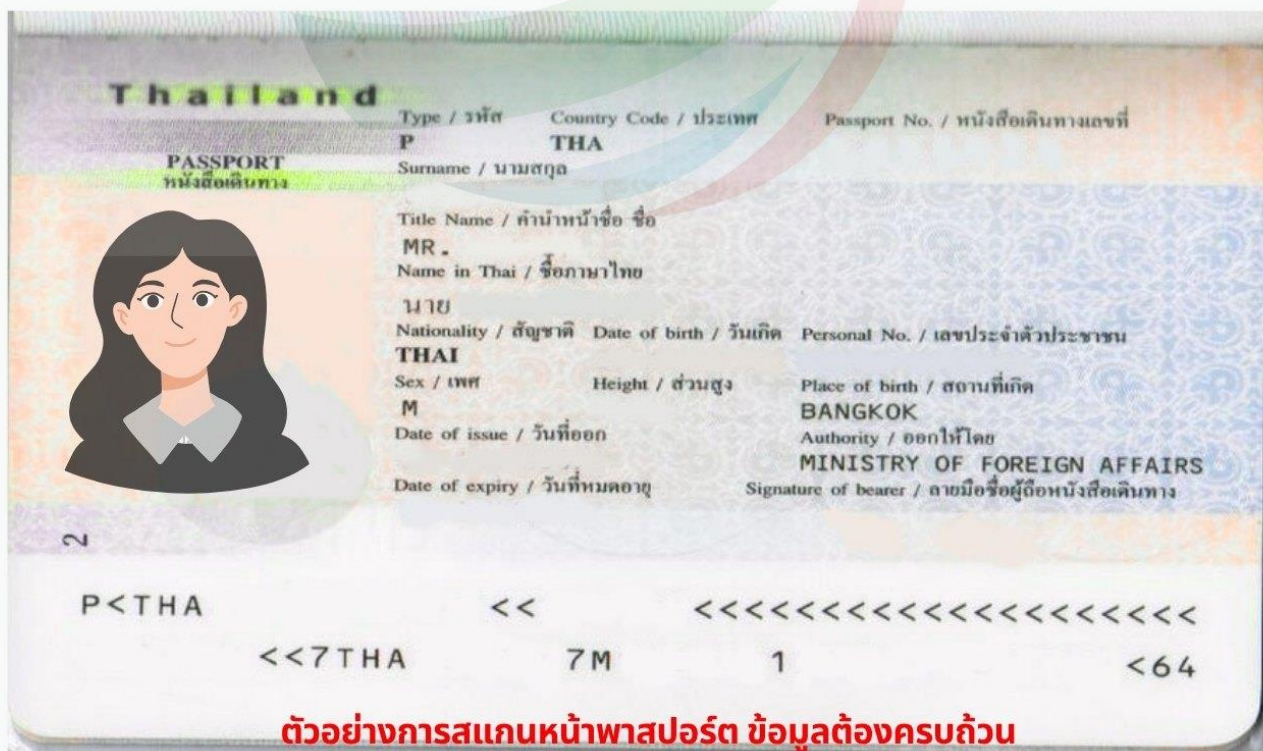 Thailand
PASSPORT
หนังสือเดินทาง
Type / รหัส Country Code / ประเทศ Passport No. / หนังสือเดินทางเลขที่
P THA
Surname / นามสกุล
Title Name / คำนำหน้าชื่อ ชื่อ
MR.
Name in Thai / ชื่อภาษาไทย
นาย
Nationality / สัญชาติ Date of birth / วันเกิด Personal No. / เลขประจำตัวประชาชน
THAI
Sex / เพศ Height / ส่วนสูง Place of birth / สถานที่เกิด
M BANGKOK
Date of issue / วันที่ออก Authority / ออกให้โดย
MINISTRY OF FOREIGN AFFAIRS
Date of expiry / วันที่หมดอายุ Signature of bearer / ลายมือชื่อผู้ถือหนังสือเดินทาง
2
P<THA << <<<<<<<<<<<<<<<<<<<<<
<<7THA 7M 1 <64
ตัวอย่างการสแกนหน้าพาสปอร์ต ข้อมูลต้องครบถ้วน